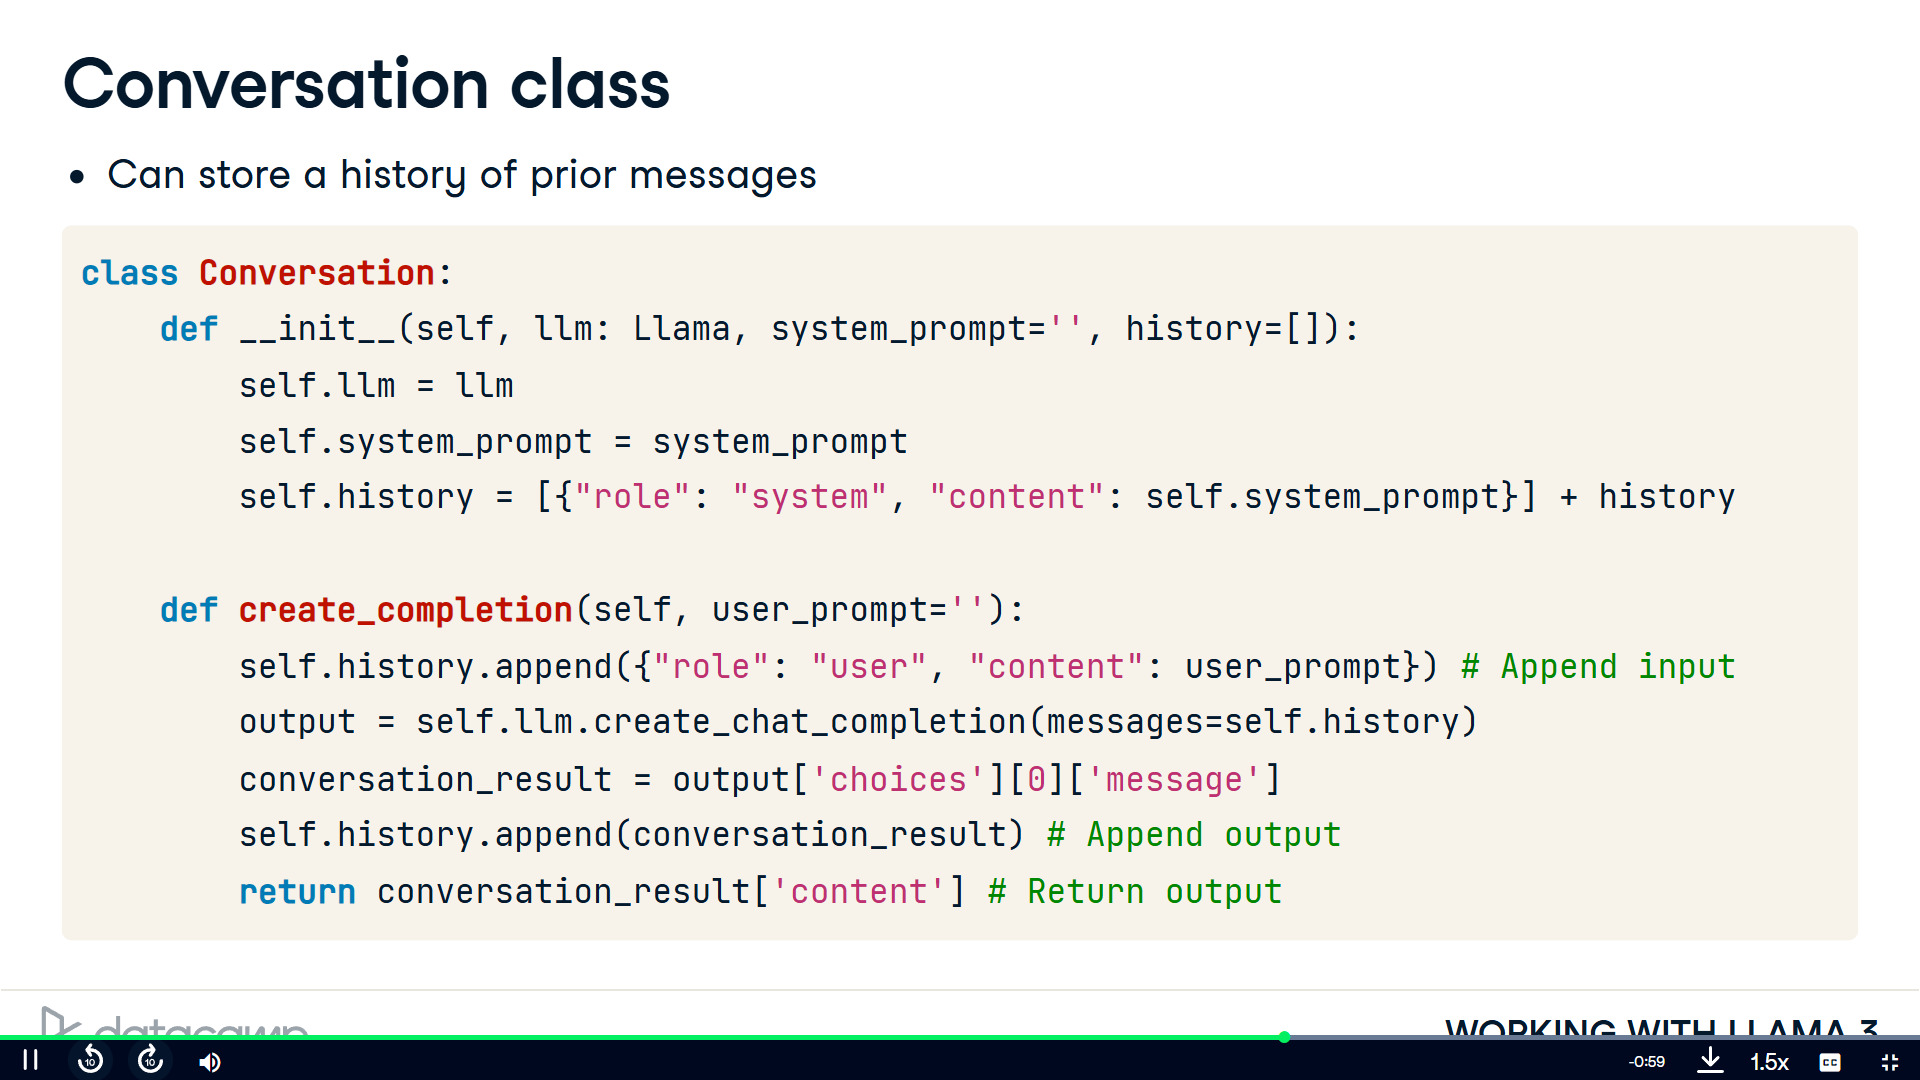 Conversation class
• Can store a history of prior messages
class Conversation:
    def __init__(self, llm: Llama, system_prompt='', history=[]):
        self.llm = llm
        self.system_prompt = system_prompt
        self.history = [{"role": "system", "content": self.system_prompt}] + history

    def create_completion(self, user_prompt=''):
        self.history.append({"role": "user", "content": user_prompt}) # Append input
        output = self.llm.create_chat_completion(messages=self.history)
        conversation_result = output['choices'][0]['message']
        self.history.append(conversation_result) # Append output
        return conversation_result['content'] # Return output
datacamp
WORKING WITH LLAMA 3
10
10
-0:59
1.5x
CC